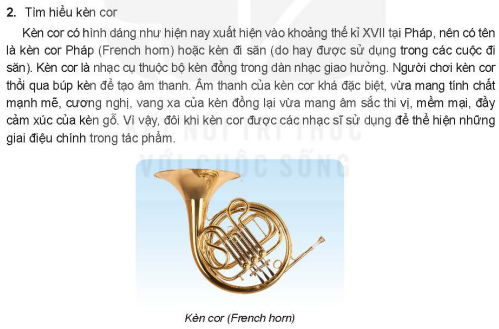 2. Tìm hiểu kèn cor
Kèn cor có hình dáng như hiện nay xuất hiện vào khoảng thế kỉ XVII tại Pháp, nên có tên
là kèn cor Pháp (French horn) hoặc kèn đi săn (do hay được sử dụng trong các cuộc đi
săn). Kèn cor là nhạc cụ thuộc bộ kèn đồng trong dàn nhạc giao hưởng. Người chơi kèn cor
thổi qua búp kèn để tạo âm thanh. Âm thanh của kèn cor khá đặc biệt, vừa mang tính chất
mạnh mẽ, cương nghị, vang xa của kèn đồng lại vừa mang âm sắc thi vị, mềm mại, đầy
cảm xúc của kèn gỗ. Vì vậy, đôi khi kèn cor được các nhạc sĩ sử dụng để thể hiện những
giai điệu chính trong tác phẩm.
KẾT NỐI TRI THỨC
VỚI CUỘC SỐNG
Kèn cor (French horn)